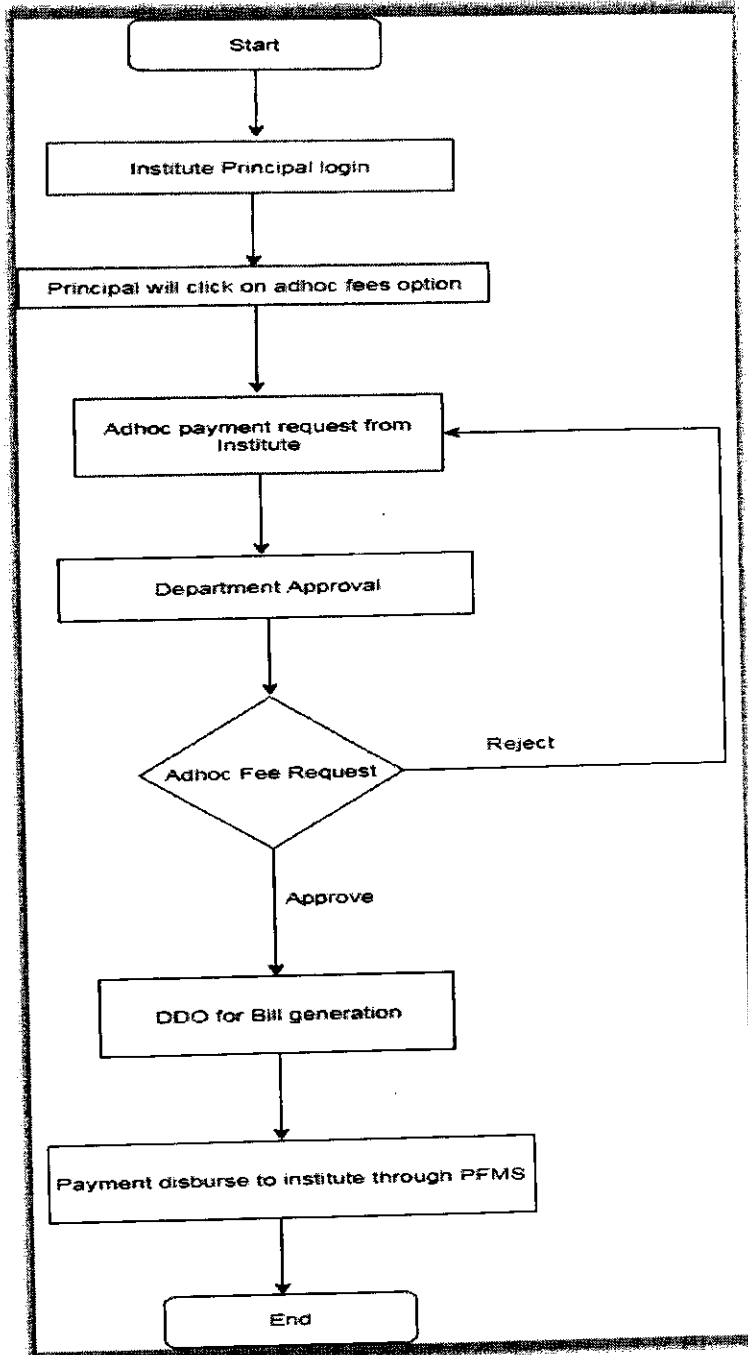 Start
Institute Principal login
Principal will click on adhoc fees option
Adhoc payment request from
Institute
Department Approval
Adhoc Fee Request
Reject
Approve
DDO for Bill generation
Payment disburse to institute through PFMS
End